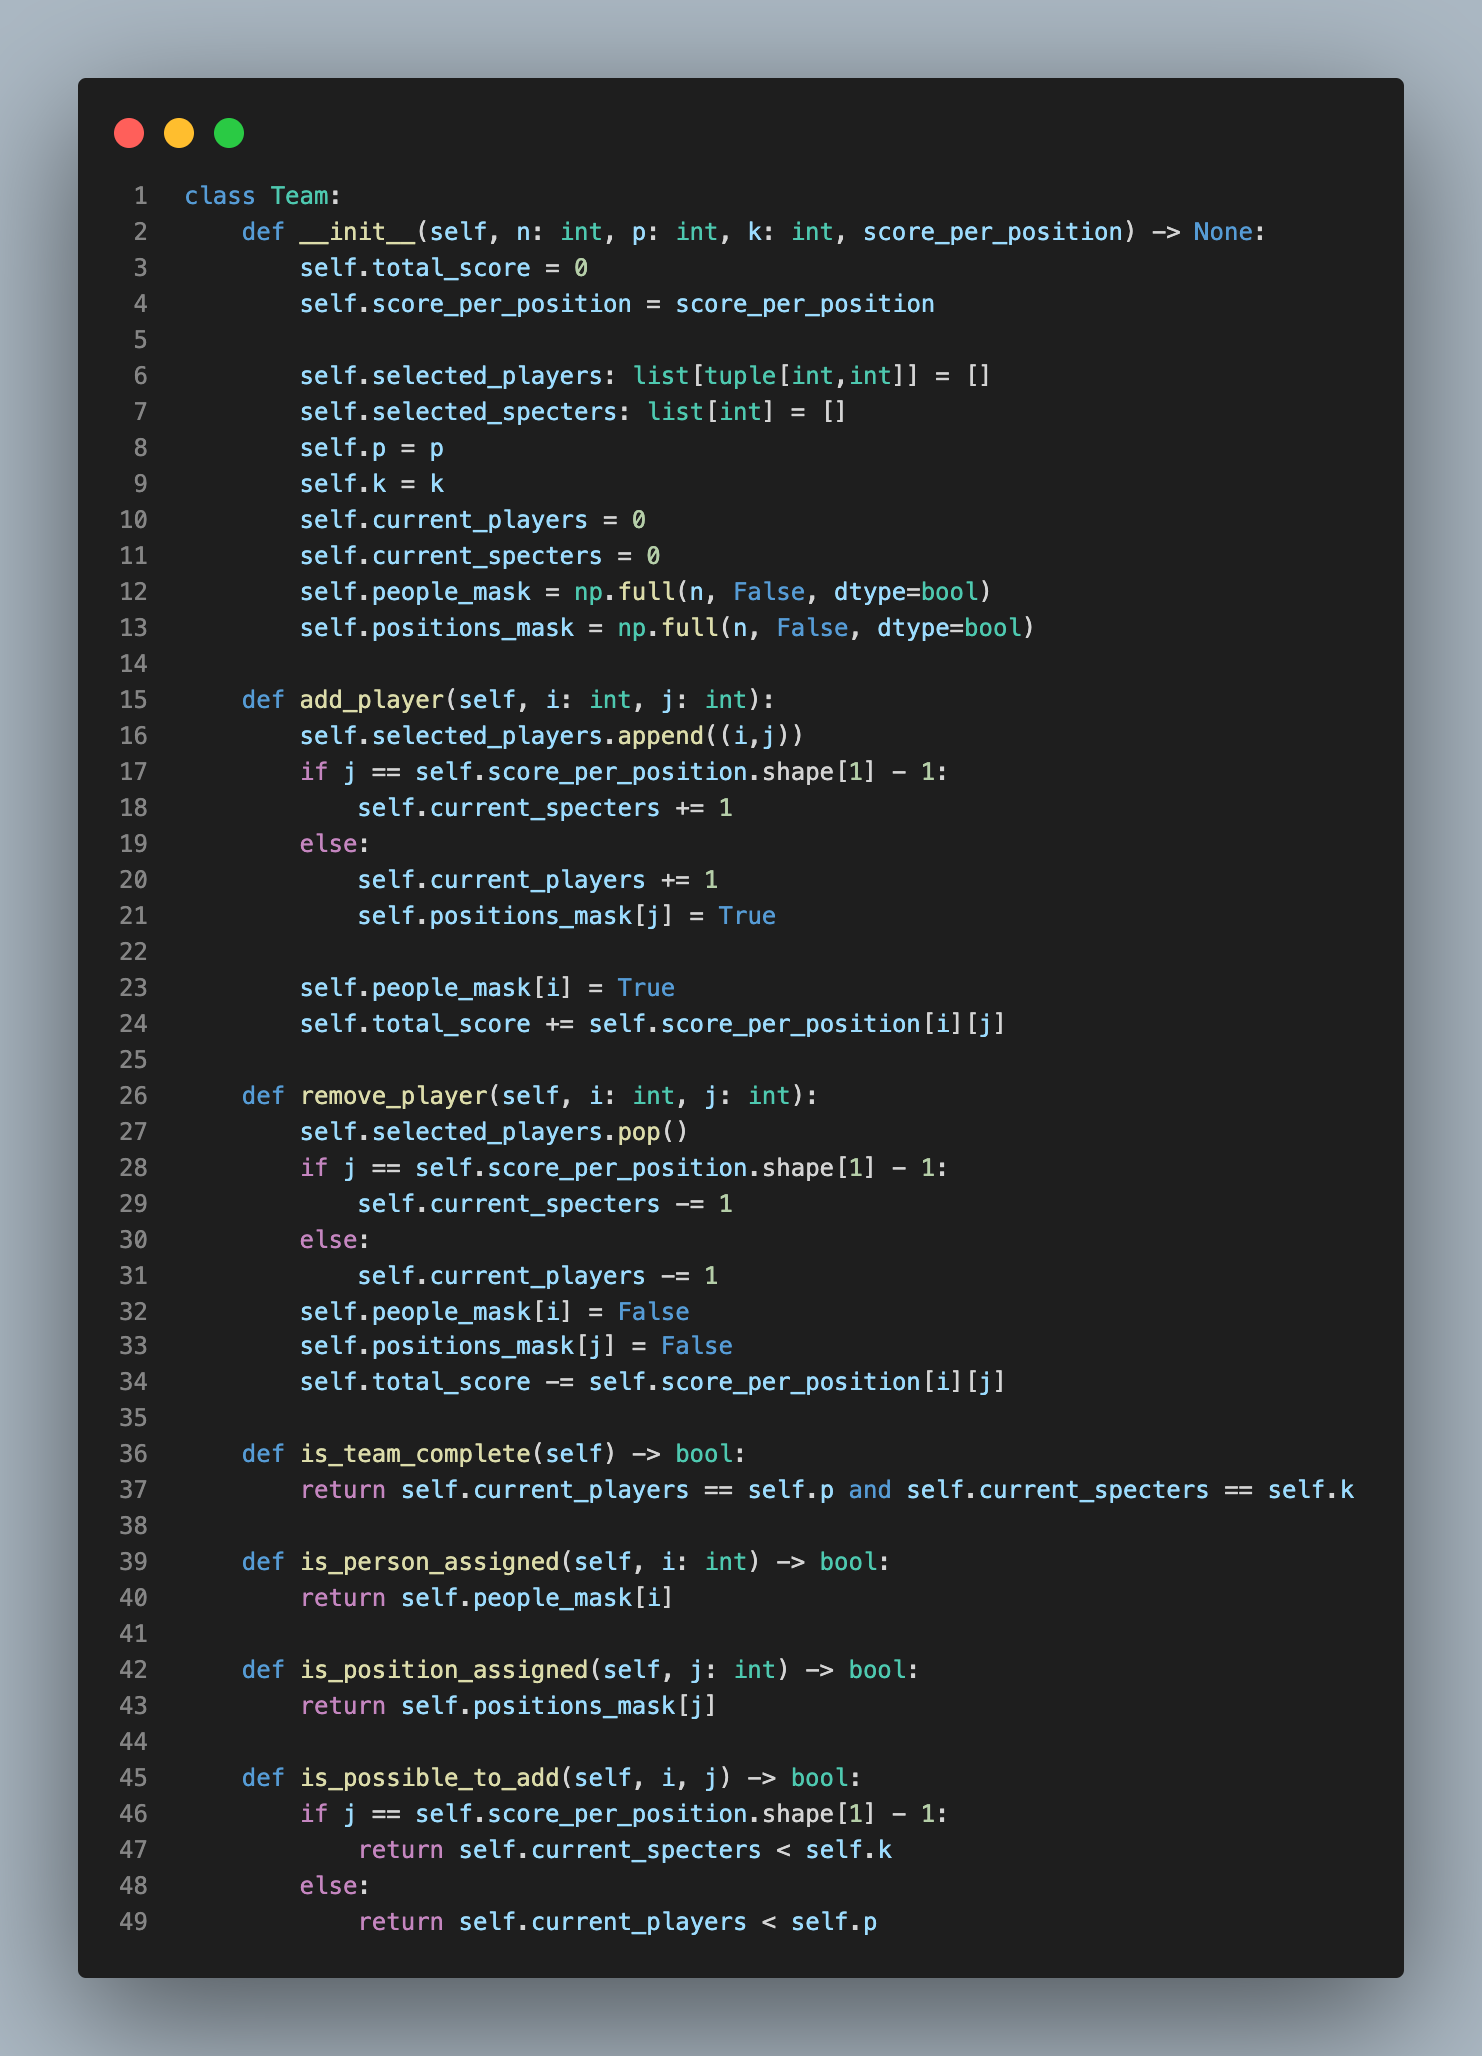 1 class Team:
2     def __init__(self, n: int, p: int, k: int, score_per_position) -> None:
3         self.total_score = 0
4         self.score_per_position = score_per_position
5
6         self.selected_players: list[tuple[int,int]] = []
7         self.selected_specters: list[int] = []
8         self.p = p
9         self.k = k
10         self.current_players = 0
11         self.current_specters = 0
12         self.people_mask = np.full(n, False, dtype=bool)
13         self.positions_mask = np.full(n, False, dtype=bool)
14
15     def add_player(self, i: int, j: int):
16         self.selected_players.append((i,j))
17         if j == self.score_per_position.shape[1] - 1:
18             self.current_specters += 1
19         else:
20             self.current_players += 1
21             self.positions_mask[j] = True
22
23         self.people_mask[i] = True
24         self.total_score += self.score_per_position[i][j]
25
26     def remove_player(self, i: int, j: int):
27         self.selected_players.pop()
28         if j == self.score_per_position.shape[1] - 1:
29             self.current_specters -= 1
30         else:
31             self.current_players -= 1
32         self.people_mask[i] = False
33         self.positions_mask[j] = False
34         self.total_score -= self.score_per_position[i][j]
35
36     def is_team_complete(self) -> bool:
37         return self.current_players == self.p and self.current_specters == self.k
38
39     def is_person_assigned(self, i: int) -> bool:
40         return self.people_mask[i]
41
42     def is_position_assigned(self, j: int) -> bool:
43         return self.positions_mask[j]
44
45     def is_possible_to_add(self, i, j) -> bool:
46         if j == self.score_per_position.shape[1] - 1:
47             return self.current_specters < self.k
48         else:
49             return self.current_players < self.p